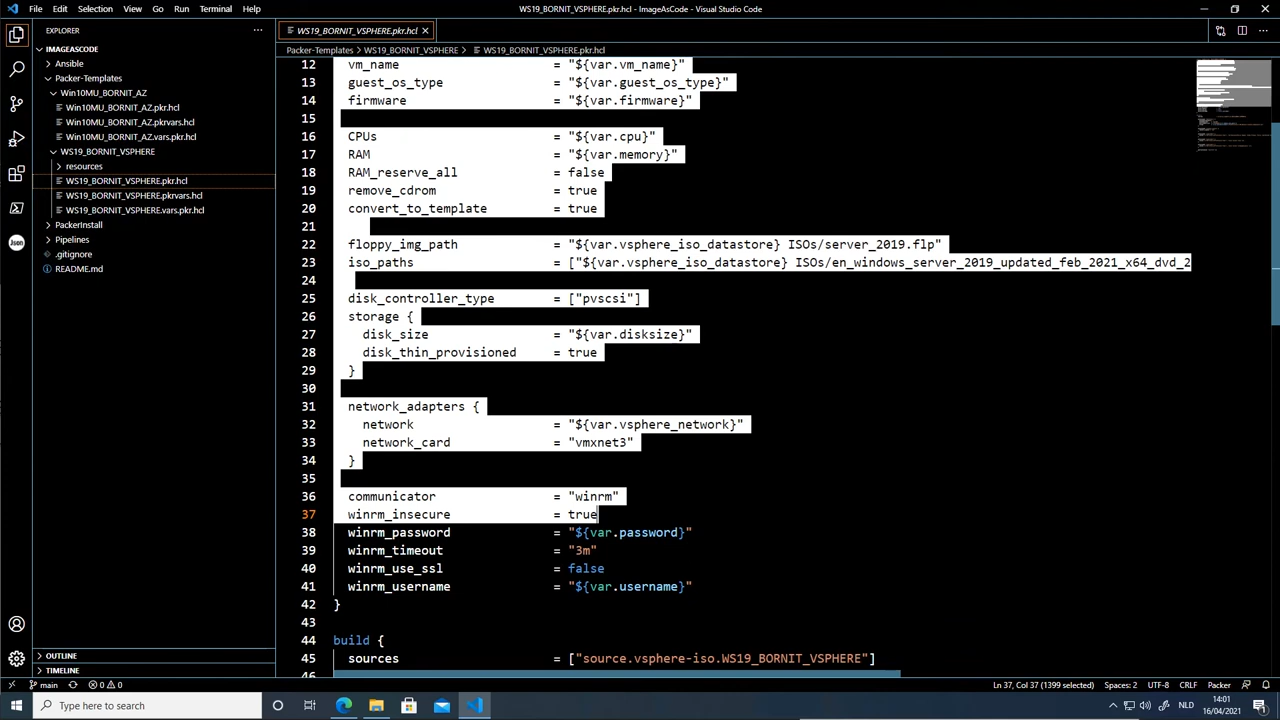 File Edit Selection View Go Run Terminal Help
WS19_BORNIT_VSPHERE.pkr.hcl - ImageAsCode - Visual Studio Code
EXPLORER
IMAGEASCODE
Ansible
Packer-Templates
Win10MU_BORNIT_AZ
Win10MU_BORNIT_AZ.pkr.hcl
Win10MU_BORNIT_AZ.pkrvars.hcl
Win10MU_BORNIT_AZ.vars.pkr.hcl
WS19_BORNIT_VSPHERE
resources
WS19_BORNIT_VSPHERE.pkr.hcl
WS19_BORNIT_VSPHERE.pkrvars.hcl
WS19_BORNIT_VSPHERE.vars.pkr.hcl
PackerInstall
Pipelines
.gitignore
README.md
OUTLINE
TIMELINE
Json
WS19_BORNIT_VSPHERE.pkr.hcl
Packer-Templates > WS19_BORNIT_VSPHERE > WS19_BORNIT_VSPHERE.pkr.hcl
12 vm_name = "${var.vm_name}"
13 guest_os_type = "${var.guest_os_type}"
14 firmware = "${var.firmware}"
15
16 CPUs = "${var.cpu}"
17 RAM = "${var.memory}"
18 RAM_reserve_all = false
19 remove_cdrom = true
20 convert_to_template = true
21
22 floppy_img_path = "${var.vsphere_iso_datastore} ISOs/server_2019.flp"
23 iso_paths = ["${var.vsphere_iso_datastore} ISOs/en_windows_server_2019_updated_feb_2021_x64_dvd_2
24
25 disk_controller_type = ["pvscsi"]
26 storage {
27 disk_size = "${var.disksize}"
28 disk_thin_provisioned = true
29 }
30
31 network_adapters {
32 network = "${var.vsphere_network}"
33 network_card = "vmxnet3"
34 }
35
36 communicator = "winrm"
37 winrm_insecure = true
38 winrm_password = "${var.password}"
39 winrm_timeout = "3m"
40 winrm_use_ssl = false
41 winrm_username = "${var.username}"
42 }
43
44 build {
45 sources = ["source.vsphere-iso.WS19_BORNIT_VSPHERE"]
46
main 0 0 Ln 37, Col 37 (1399 selected) Spaces: 2 UTF-8 CRLF Packer
Type here to search
NLD
14:01
16/04/2021